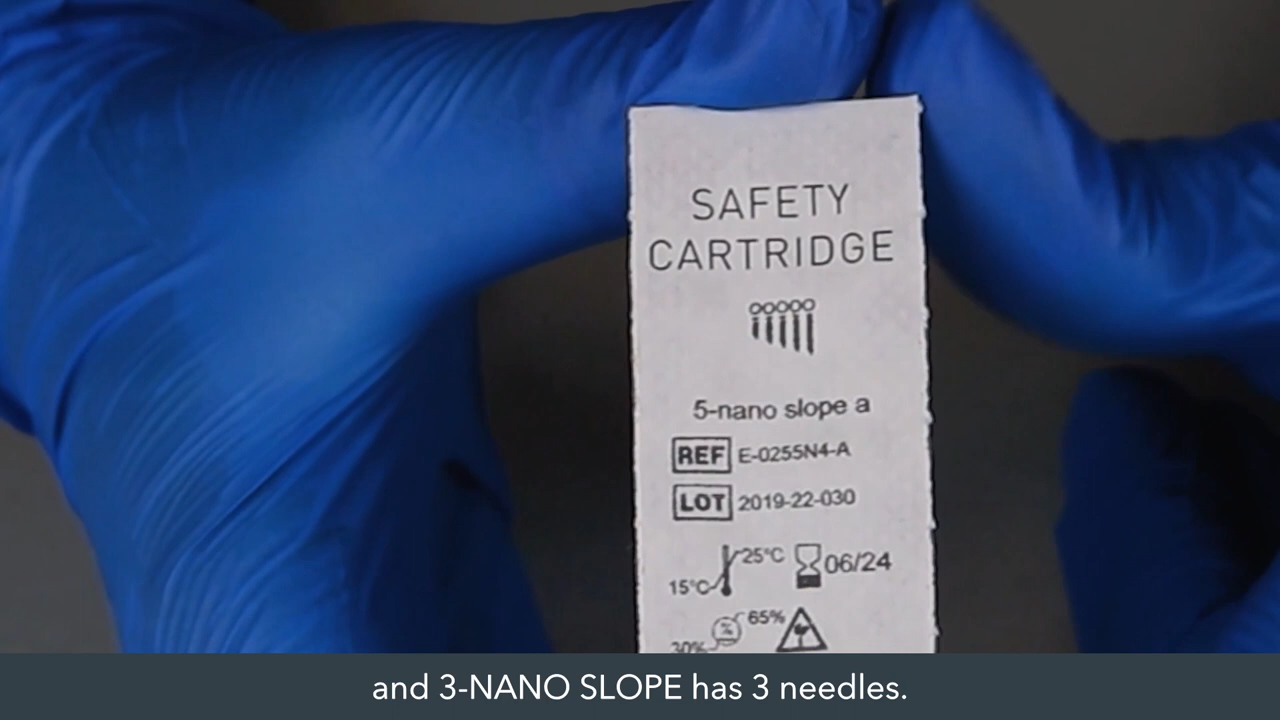 SAFETY
CARTRIDGE
5-nano slope a
REF E-0255N4-A
LOT 2019-22-030
25°C
15°C
06/24
65%
30%
and 3-NANO SLOPE has 3 needles.